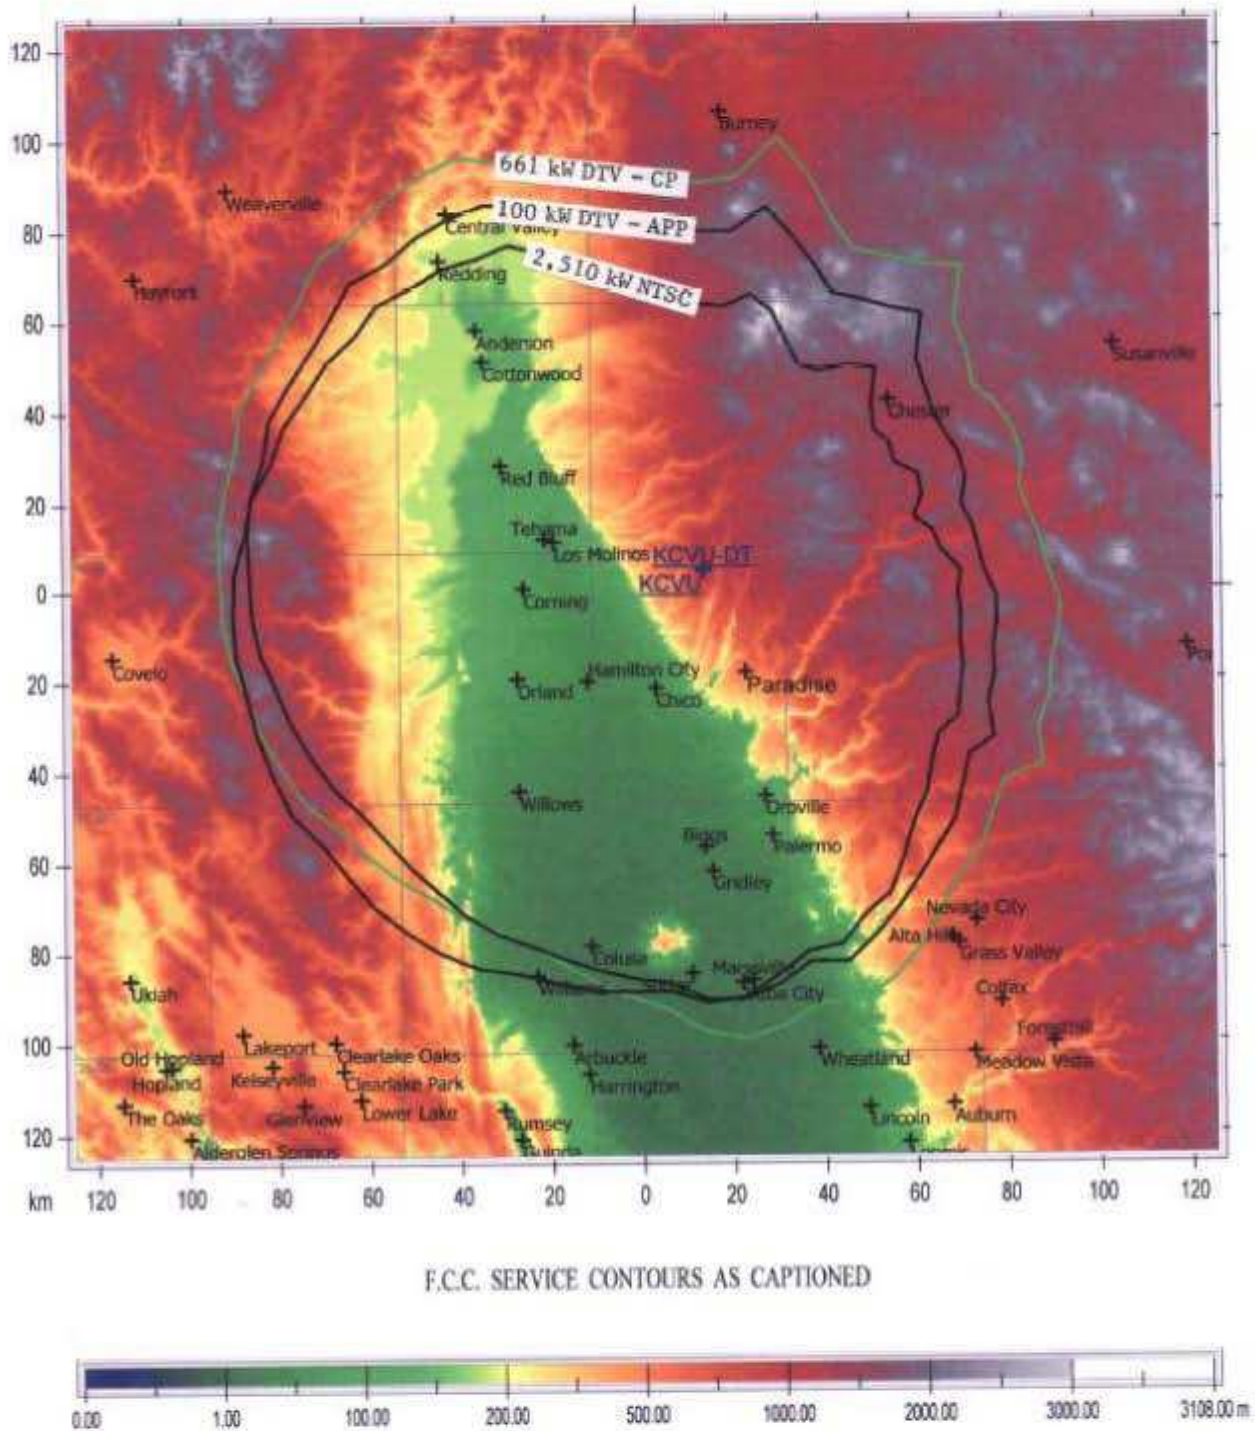 120
100
80
60
40
20
0
20
40
60
80
100
120
Burney
Weaverville
661 kW DTV - CP
100 kW DTV - APP
Central Valley
2,510 kW NTSC
Redding
Hayfork
Anderson
Susanville
Cottonwood
Chester
Red Bluff
Tehama
Los Molinos
KCVU-DT
KCVU
Corning
Covelo
Hamilton City
Orland
Chico
Paradise
Willows
Oroville
Biggs
Palermo
Gridley
Nevada City
Alta Hill
Grass Valley
Colusa
Marysville
Yuba City
Ukiah
Colfax
Foresthill
Lakeport
Clearlake Oaks
Arbuckle
Wheatland
Meadow Vista
Old Hopland
Hopland
Kelseyville
Clearlake Park
Harrington
The Oaks
Glenview
Lower Lake
Rumsey
Lincoln
Auburn
Guinda
km 120 100 80 60 40 20 0 20 40 60 80 100 120
F.C.C. SERVICE CONTOURS AS CAPTIONED
0.00 1.00 100.00 200.00 500.00 1000.00 2000.00 3000.00 3108.00 m